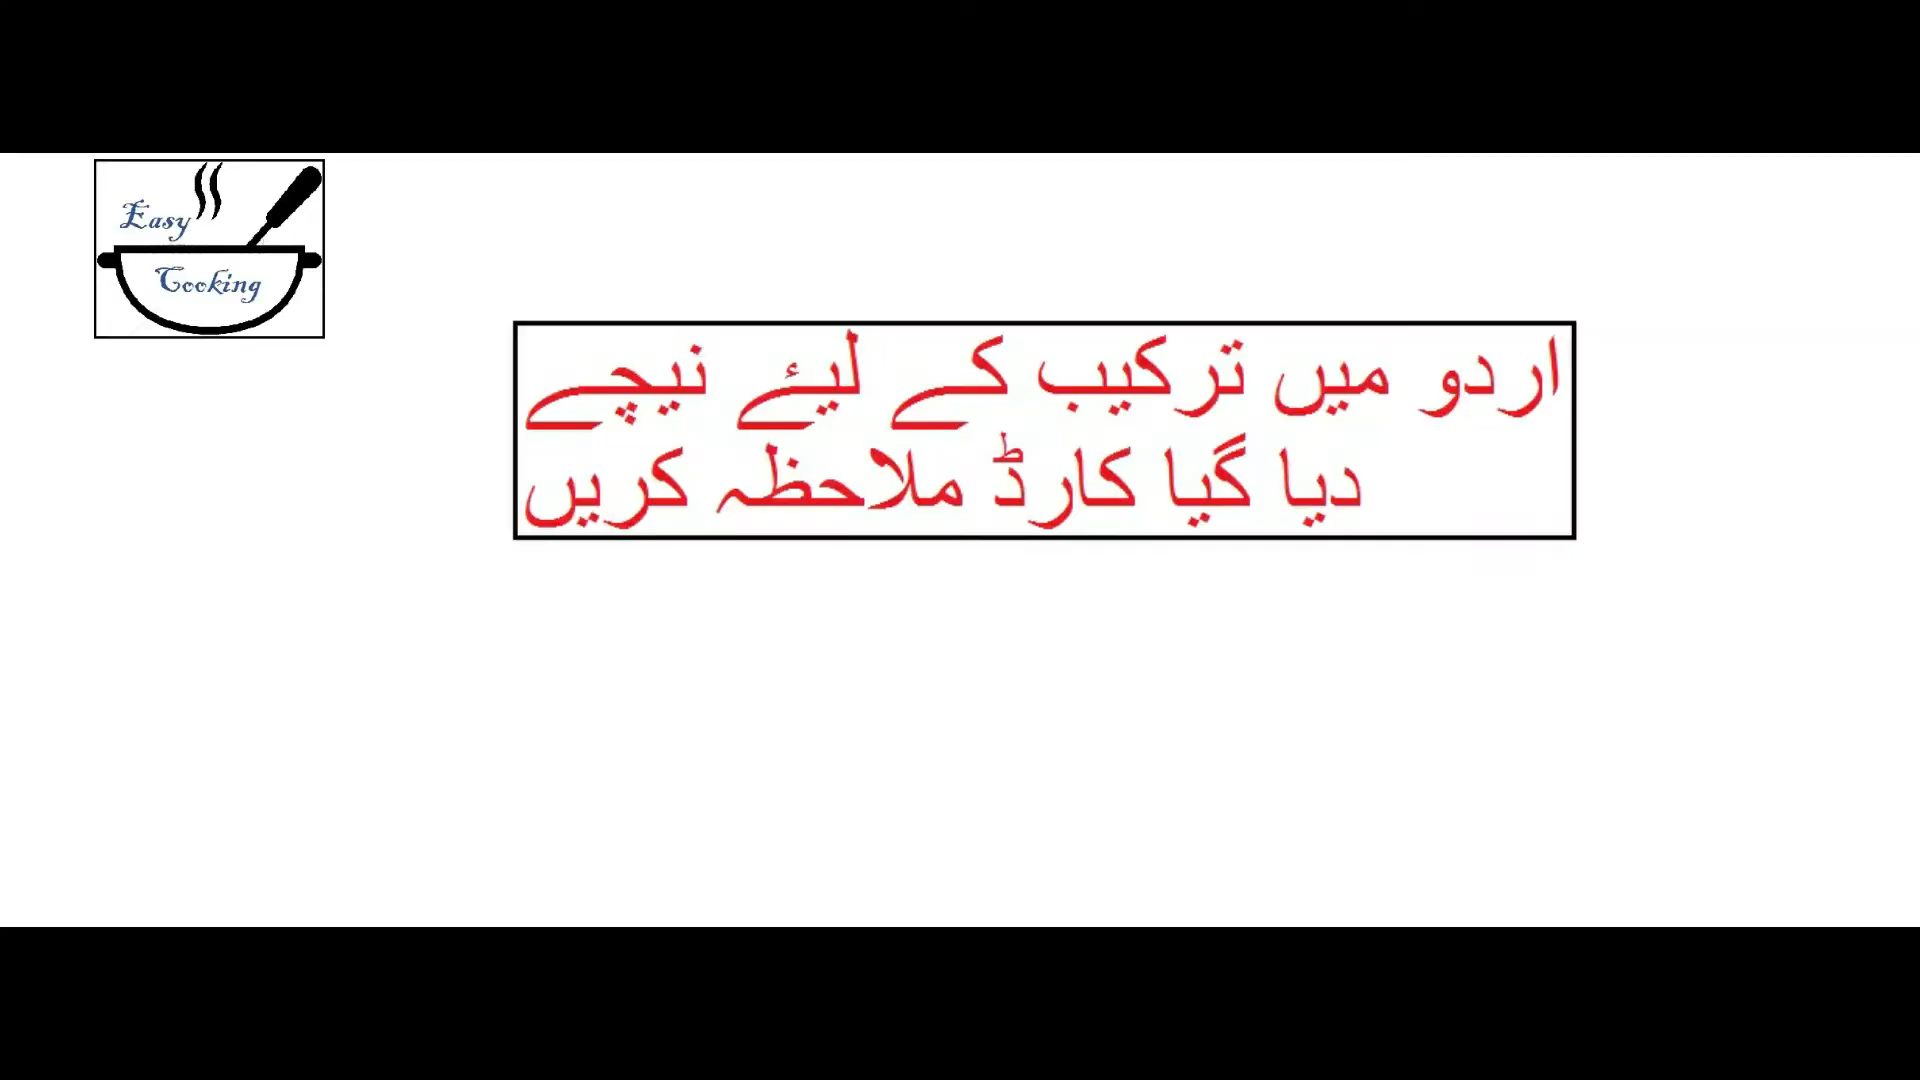 Easy
Cooking
اردو میں ترکیب کے لیئے نیچے
دیا گیا کارڈ ملاحظہ کریں